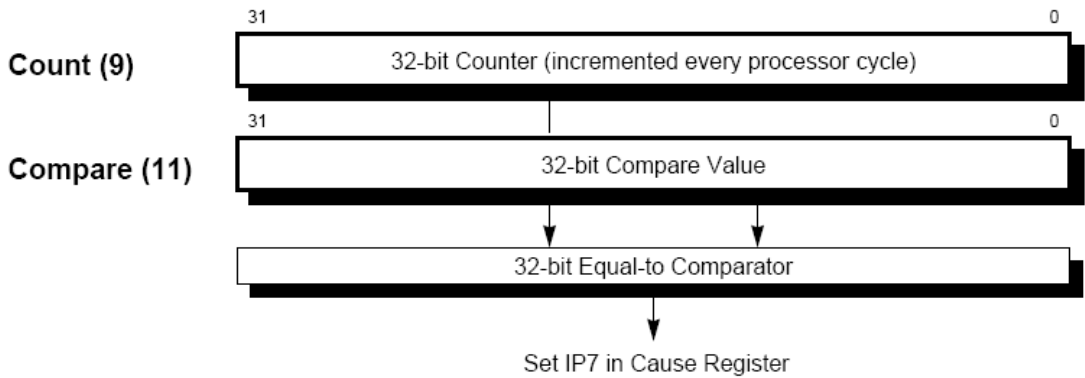 31 0
Count (9) 32-bit Counter (incremented every processor cycle)
31 0
Compare (11) 32-bit Compare Value
32-bit Equal-to Comparator
Set IP7 in Cause Register